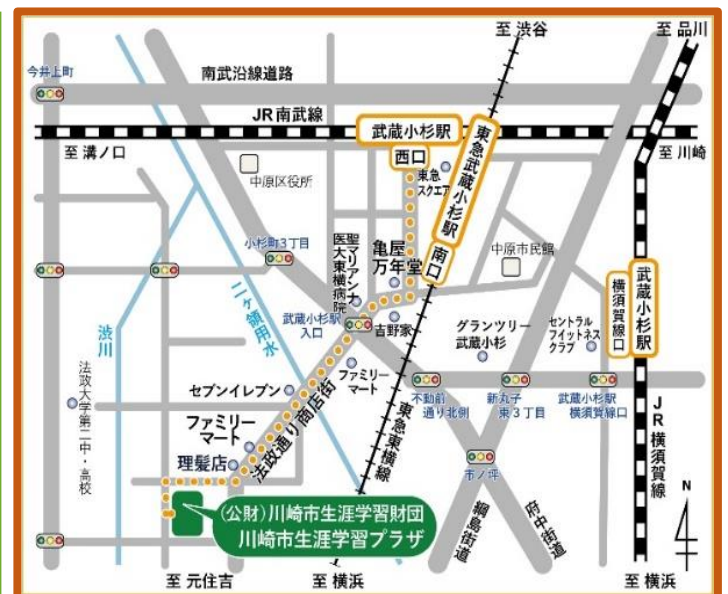 至 渋谷
至 品川
今井上町
南武沿線道路
JR南武線
武蔵小杉駅
西口
東急武蔵小杉駅
南口
至 溝ノ口
至 川崎
中原区役所
東急
スクエア
小杉町3丁目
聖マリアンナ
医大東横病院
亀屋
万年堂
中原市民館
武蔵小杉駅
横須賀線口
渋川
二ヶ領用水
武蔵小杉駅
入口
吉野家
グランツリー
武蔵小杉
セントラル
フィットネス
クラブ
ファミリー
マート
法政大学第二中・高校
セブンイレブン
法政通り商店街
ファミリー
マート
理髪店
東急東横線
不動前
通り北側
新丸子
東3丁目
武蔵小杉駅
横須賀線口
JR横須賀線
市ノ坪
綱島街道
府中街道
N
(公財)川崎市生涯学習財団
川崎市生涯学習プラザ
至 元住吉
至 横浜
至 横浜